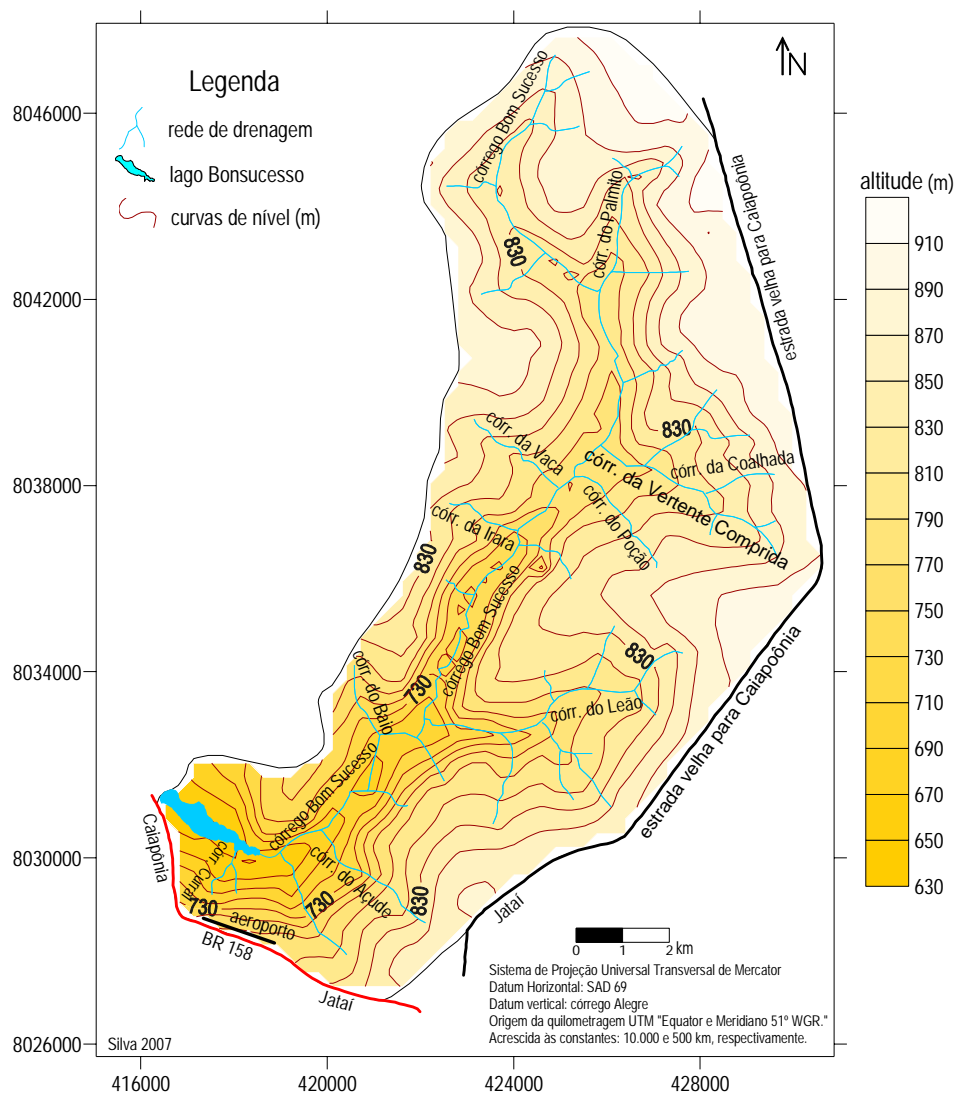 Legenda
rede de drenagem
lago Bonsucesso
curvas de nível (m)
N
altitude (m)
910
890
870
850
830
810
790
770
750
730
710
690
670
650
630
8046000
8042000
8038000
8034000
8030000
8026000
416000
420000
424000
428000
córrego Bom Sucesso
córr. do Palmito
estrada velha para Caiapoônia
830
830
córr. da Vaca
córr. da Coalhada
córr. da Vertente Comprida
córr. do Poção
córr. da Irara
830
córrego Bom Sucesso
830
730
córr. do Baio
córr. do Leão
estrada velha para Caiapoônia
córrego Bom Sucesso
Caiapônia
córr. Curral
córr. do Açude
730
730
830
aeroporto
BR 158
Jataí
Jataí
0 1 2 km
Sistema de Projeção Universal Transversal de Mercator
Datum Horizontal: SAD 69
Datum vertical: córrego Alegre
Origem da quilometragem UTM "Equator e Meridiano 51º WGR."
Acrescida às constantes: 10.000 e 500 km, respectivamente.
Silva 2007